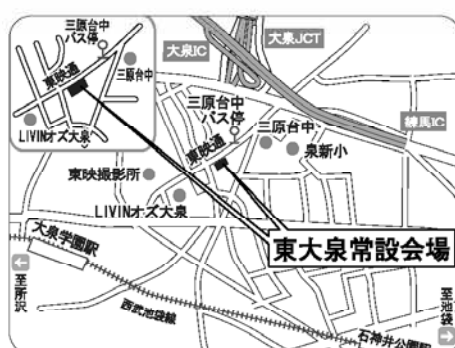 三原台中
バス停
東映通
三原台中
LIVINオズ大泉
大泉IC
大泉JCT
練馬IC
三原台中
バス停
東映通
三原台中
泉新小
東映撮影所
LIVINオズ大泉
東大泉常設会場
大泉学園駅
至所沢
西武池袋線
石神井公園駅
至池袋